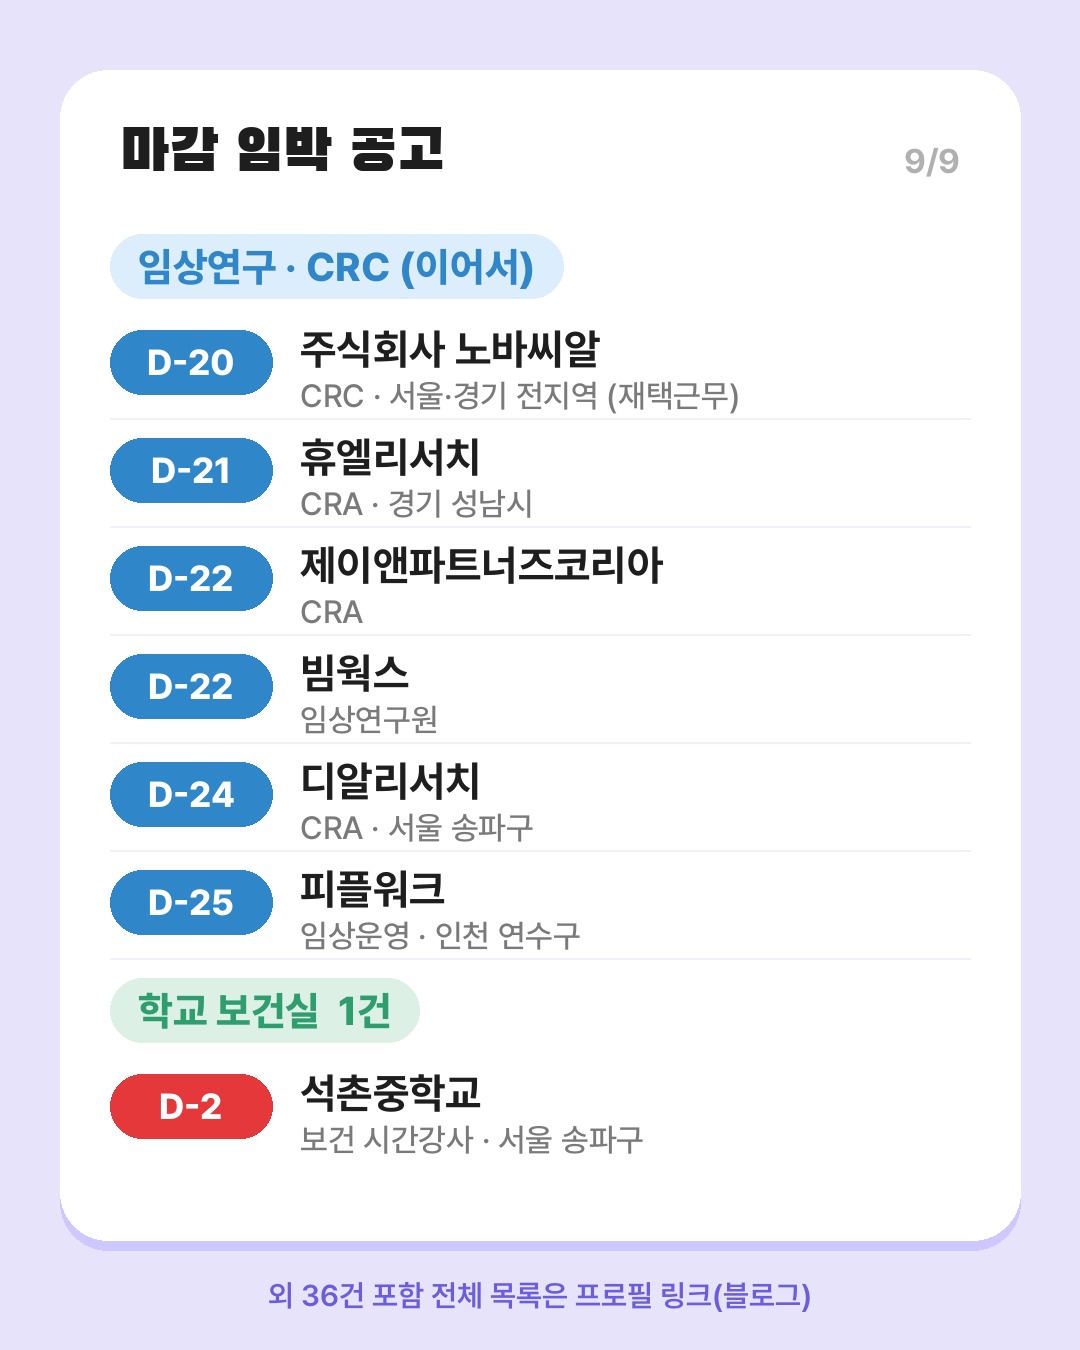 마감 임박 공고
9/9
임상연구 · CRC (이어서)
D-20
주식회사 노바씨알
CRC · 서울·경기 전지역 (재택근무)
D-21
휴엘리서치
CRA · 경기 성남시
D-22
제이앤파트너즈코리아
CRA
D-22
빔웍스
임상연구원
D-24
디알리서치
CRA · 서울 송파구
D-25
피플워크
임상운영 · 인천 연수구
학교 보건실 1건
D-2
석촌중학교
보건 시간강사 · 서울 송파구
외 36건 포함 전체 목록은 프로필 링크(블로그)